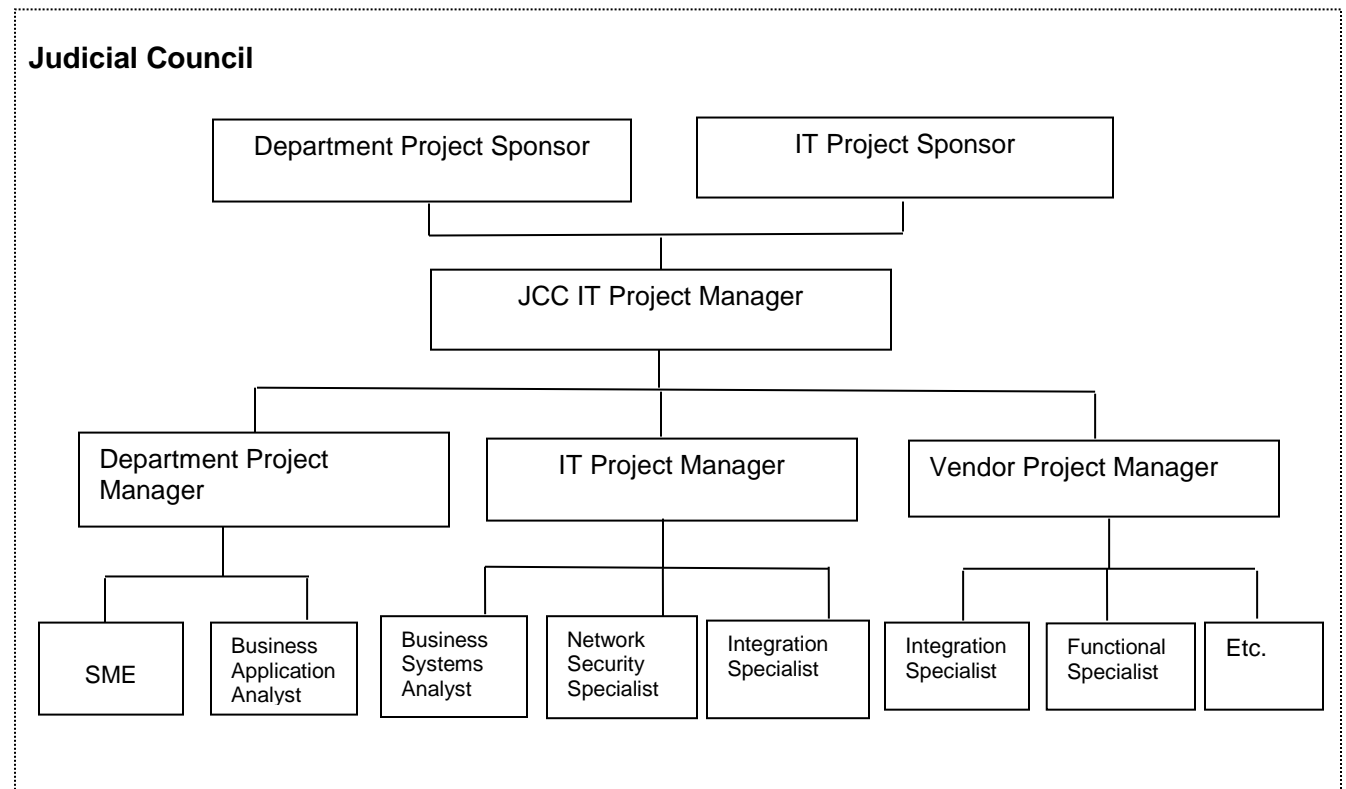 Judicial Council
Department Project Sponsor
IT Project Sponsor
JCC IT Project Manager
Department Project
Manager
IT Project Manager
Vendor Project Manager
SME
Business
Application
Analyst
Business
Systems
Analyst
Network
Security
Specialist
Integration
Specialist
Integration
Specialist
Functional
Specialist
Etc.